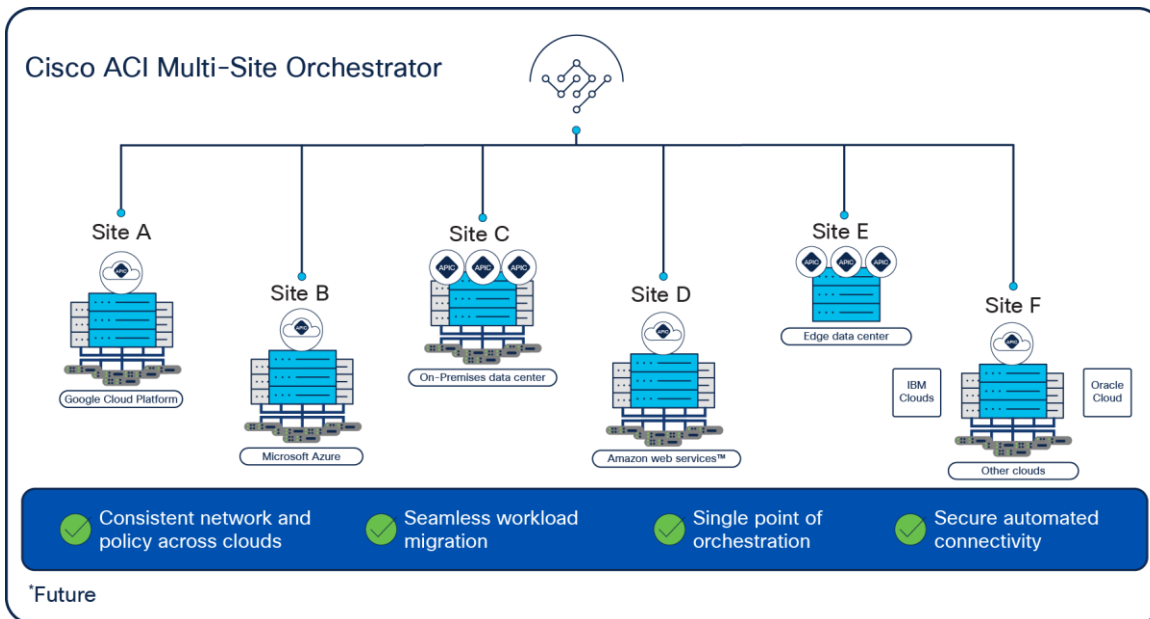 Cisco ACI Multi-Site Orchestrator
Site A
APIC
Google Cloud Platform
Site B
APIC
Microsoft Azure
Site C
APIC
APIC
APIC
On-Premises data center
Site D
APIC
Amazon web services™
Site E
APIC
APIC
APIC
Edge data center
Site F
APIC
IBM
Clouds
Oracle
Cloud
Other clouds
Consistent network and
policy across clouds
Seamless workload
migration
Single point of
orchestration
Secure automated
connectivity
*Future